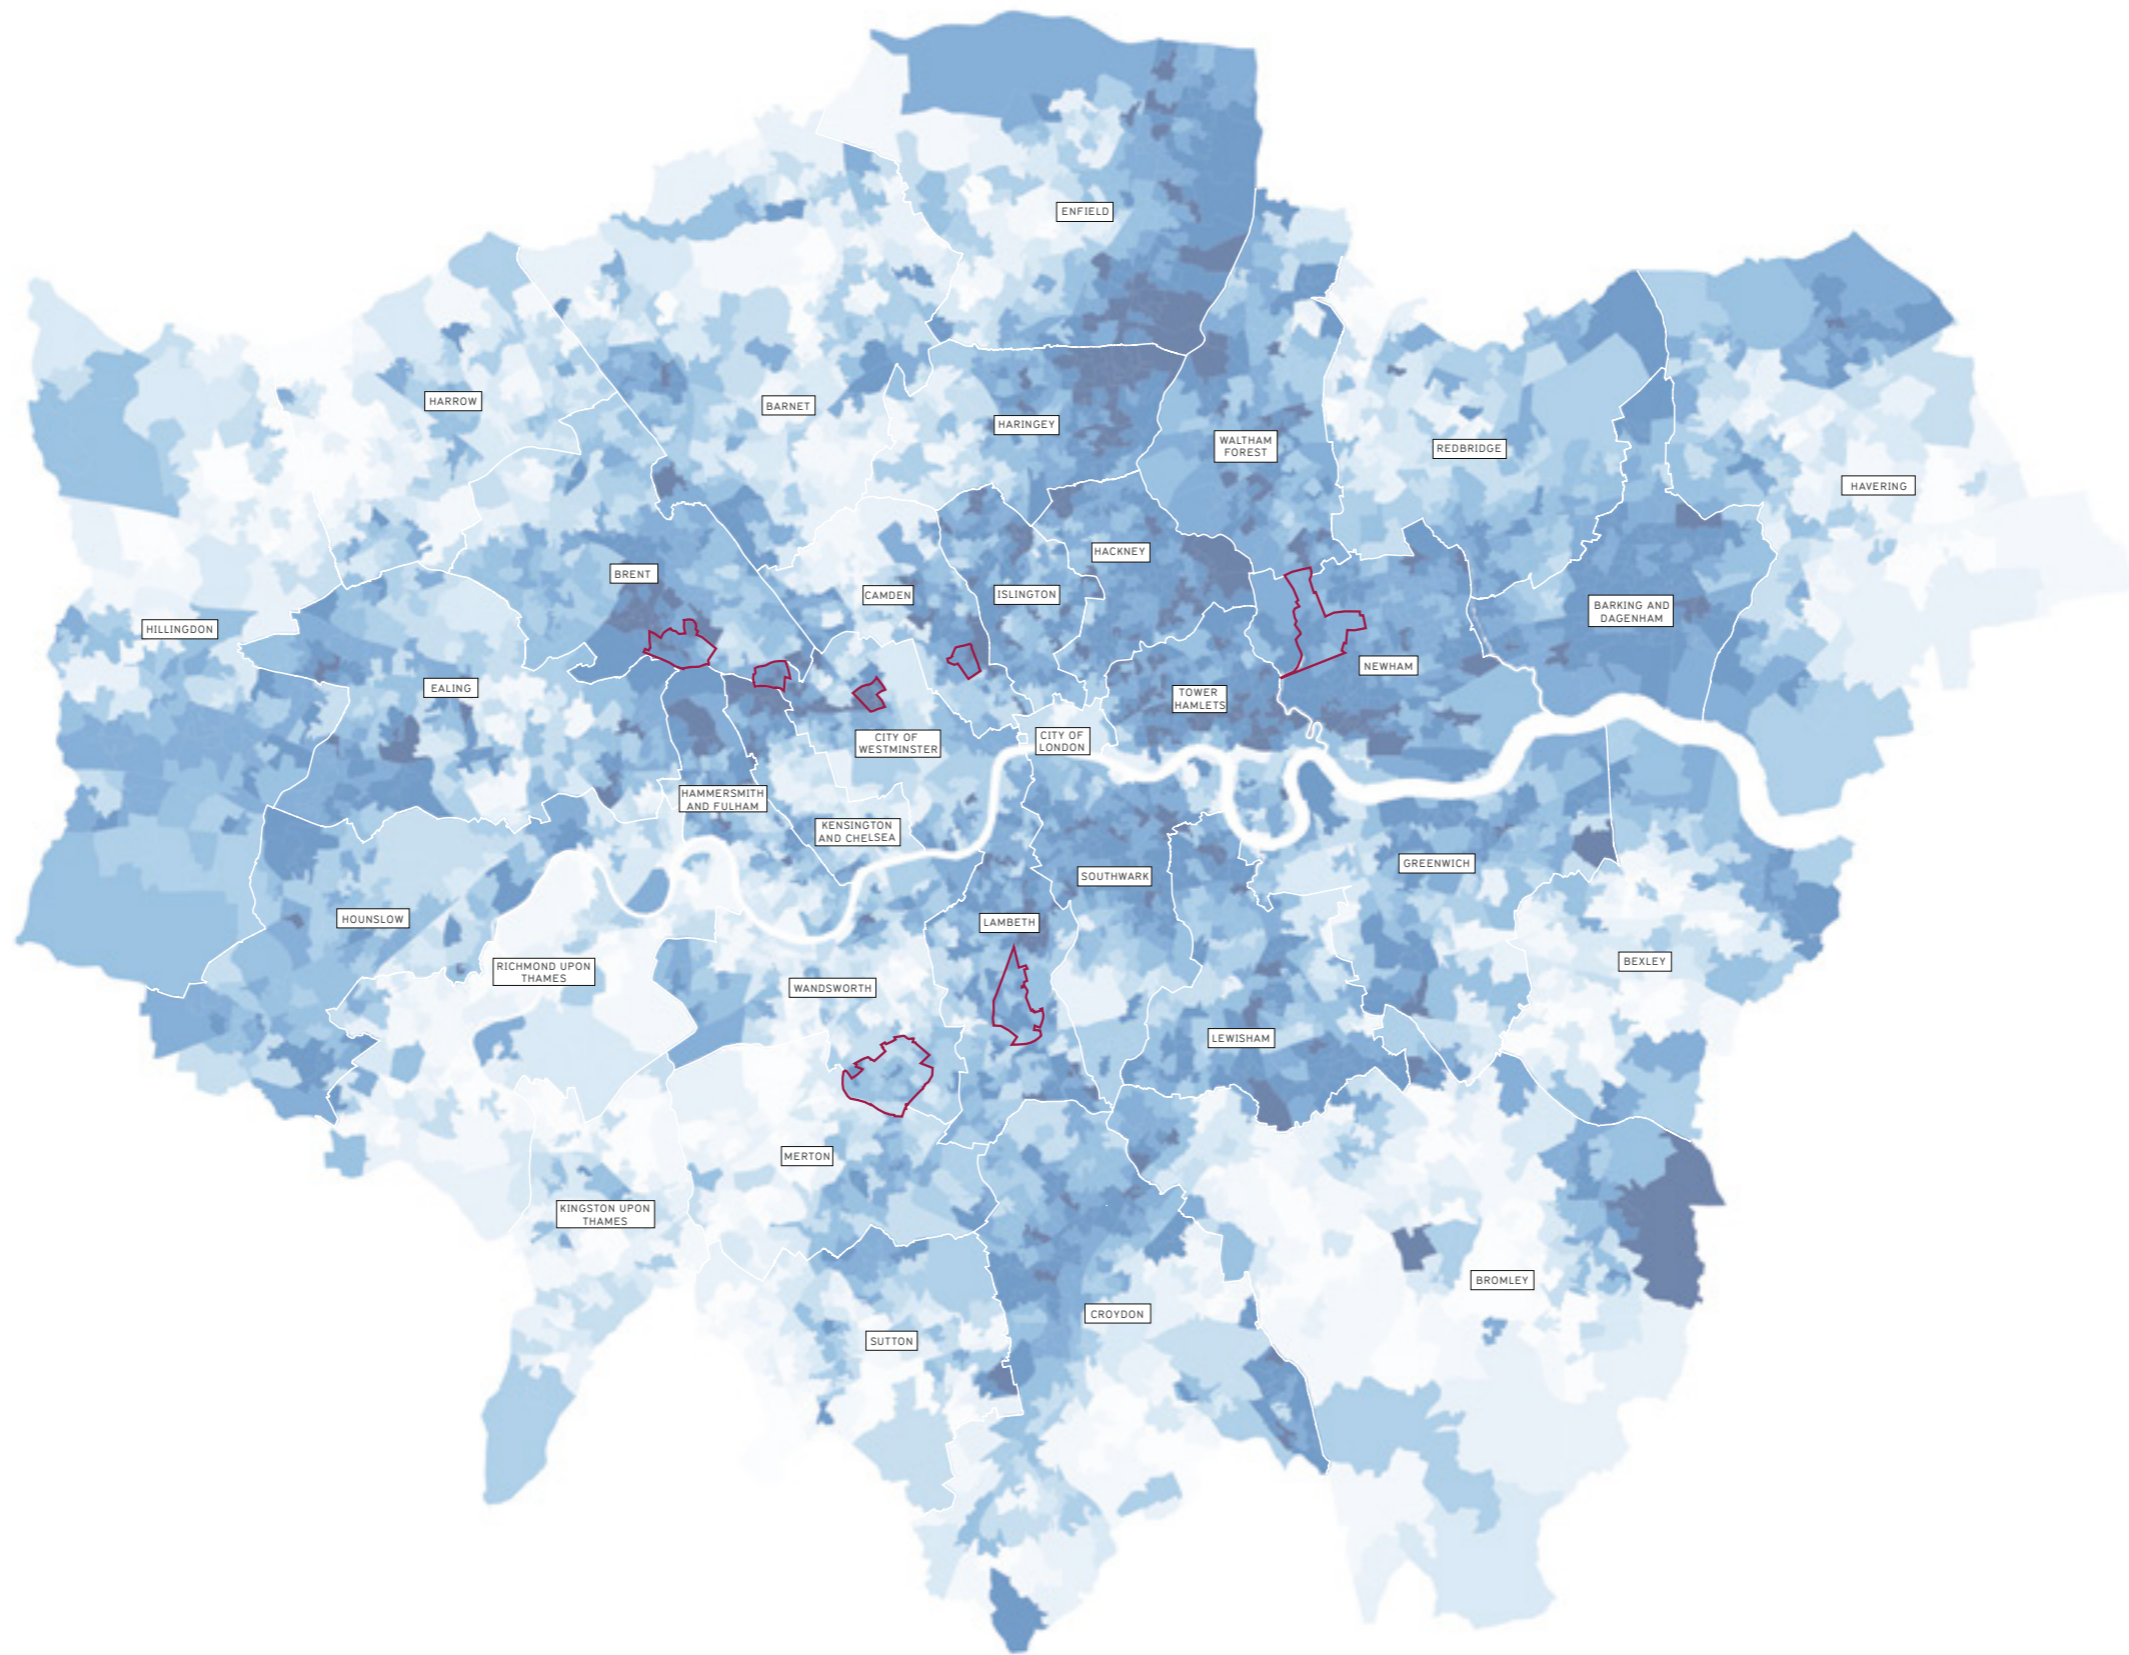 ENFIELD
HARROW
BARNET
HARINGEY
WALTHAM
FOREST
REDBRIDGE
HAVERING
HACKNEY
BRENT
CAMDEN
ISLINGTON
BARKING AND
DAGENHAM
HILLINGDON
NEWHAM
EALING
TOWER
HAMLETS
CITY OF
WESTMINSTER
CITY OF
LONDON
HAMMERSMITH
AND FULHAM
KENSINGTON
AND CHELSEA
GREENWICH
SOUTHWARK
HOUNSLOW
LAMBETH
BEXLEY
RICHMOND UPON
THAMES
WANDSWORTH
LEWISHAM
MERTON
KINGSTON UPON
THAMES
BROMLEY
CROYDON
SUTTON